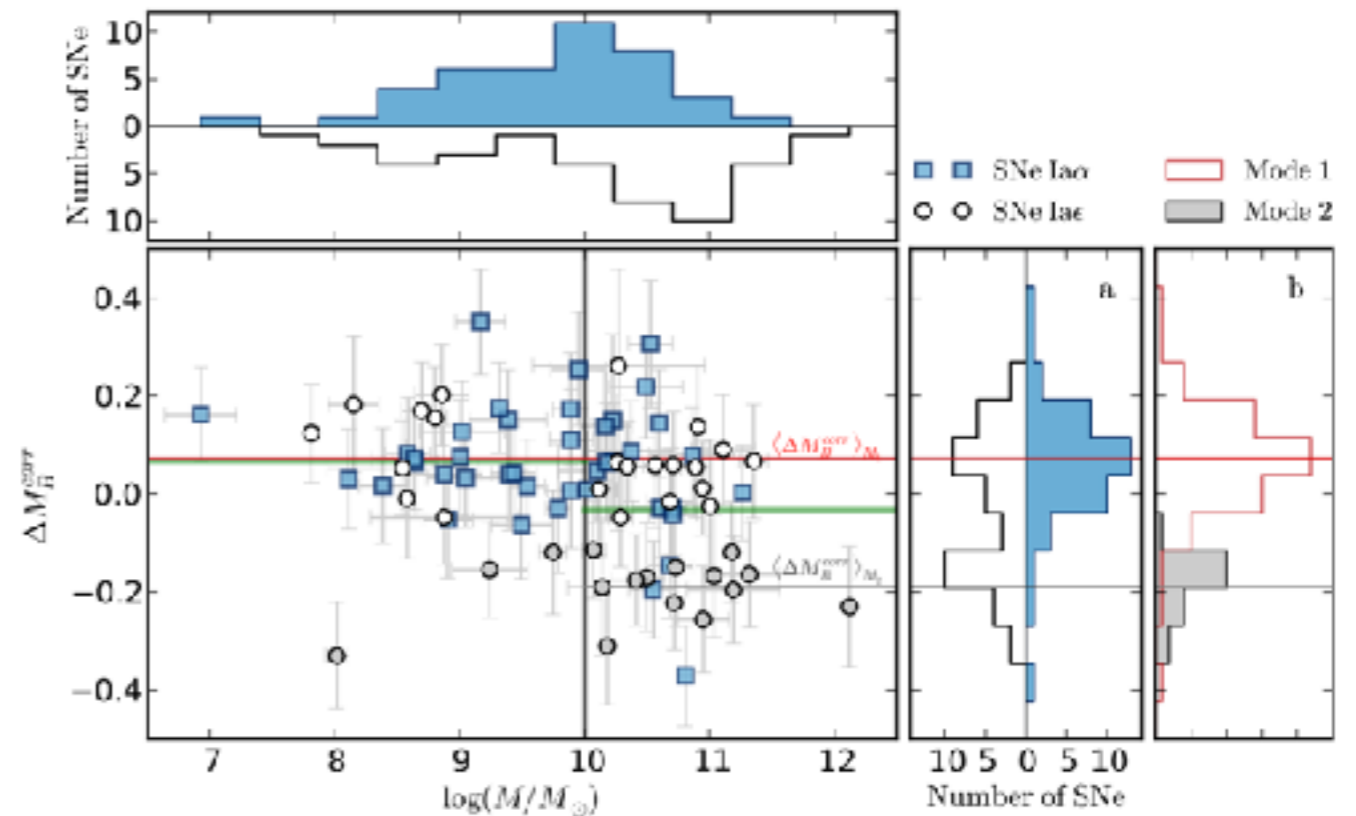 Number of SNe
10
5
0
5
10
SNe Iaα
SNe Iaϵ
Mode 1
Mode 2
ΔM_B^corr
0.4
0.2
0.0
−0.2
−0.4
⟨ΔM_B^corr⟩_M₁
⟨ΔM_B^corr⟩_M₂
a
b
7 8 9 10 11 12
log(M/M⊙)
10 5 0 5 10
Number of SNe